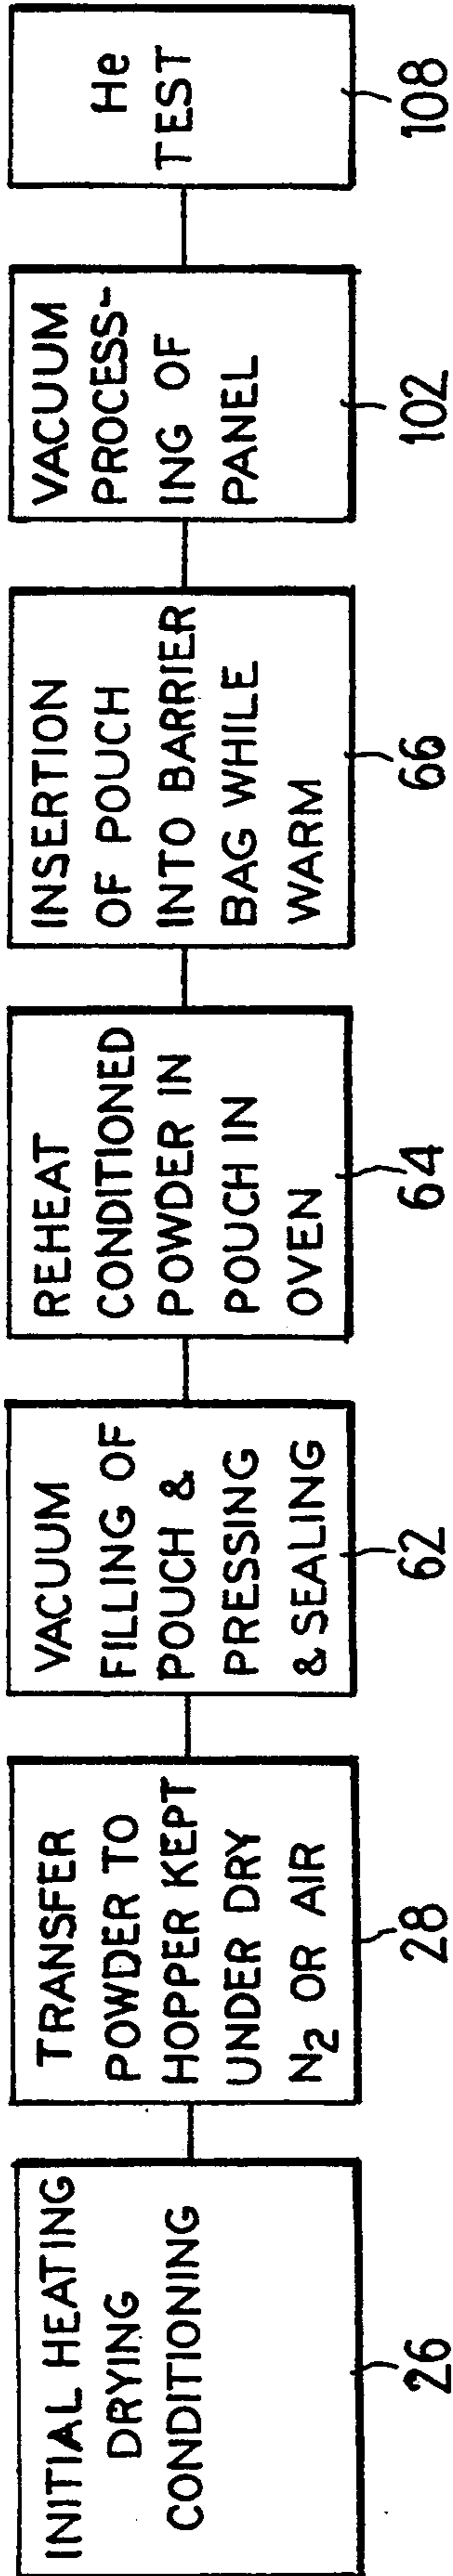 INITIAL HEATING
DRYING
CONDITIONING
26
TRANSFER
POWDER TO
HOPPER KEPT
UNDER DRY
N₂ OR AIR
28
VACUUM
FILLING OF
POUCH &
PRESSING
& SEALING
62
REHEAT
CONDITIONED
POWDER IN
POUCH IN
OVEN
64
INSERTION
OF POUCH
INTO BARRIER
BAG WHILE
WARM
66
VACUUM
PROCESS-
ING OF
PANEL
102
He
TEST
108